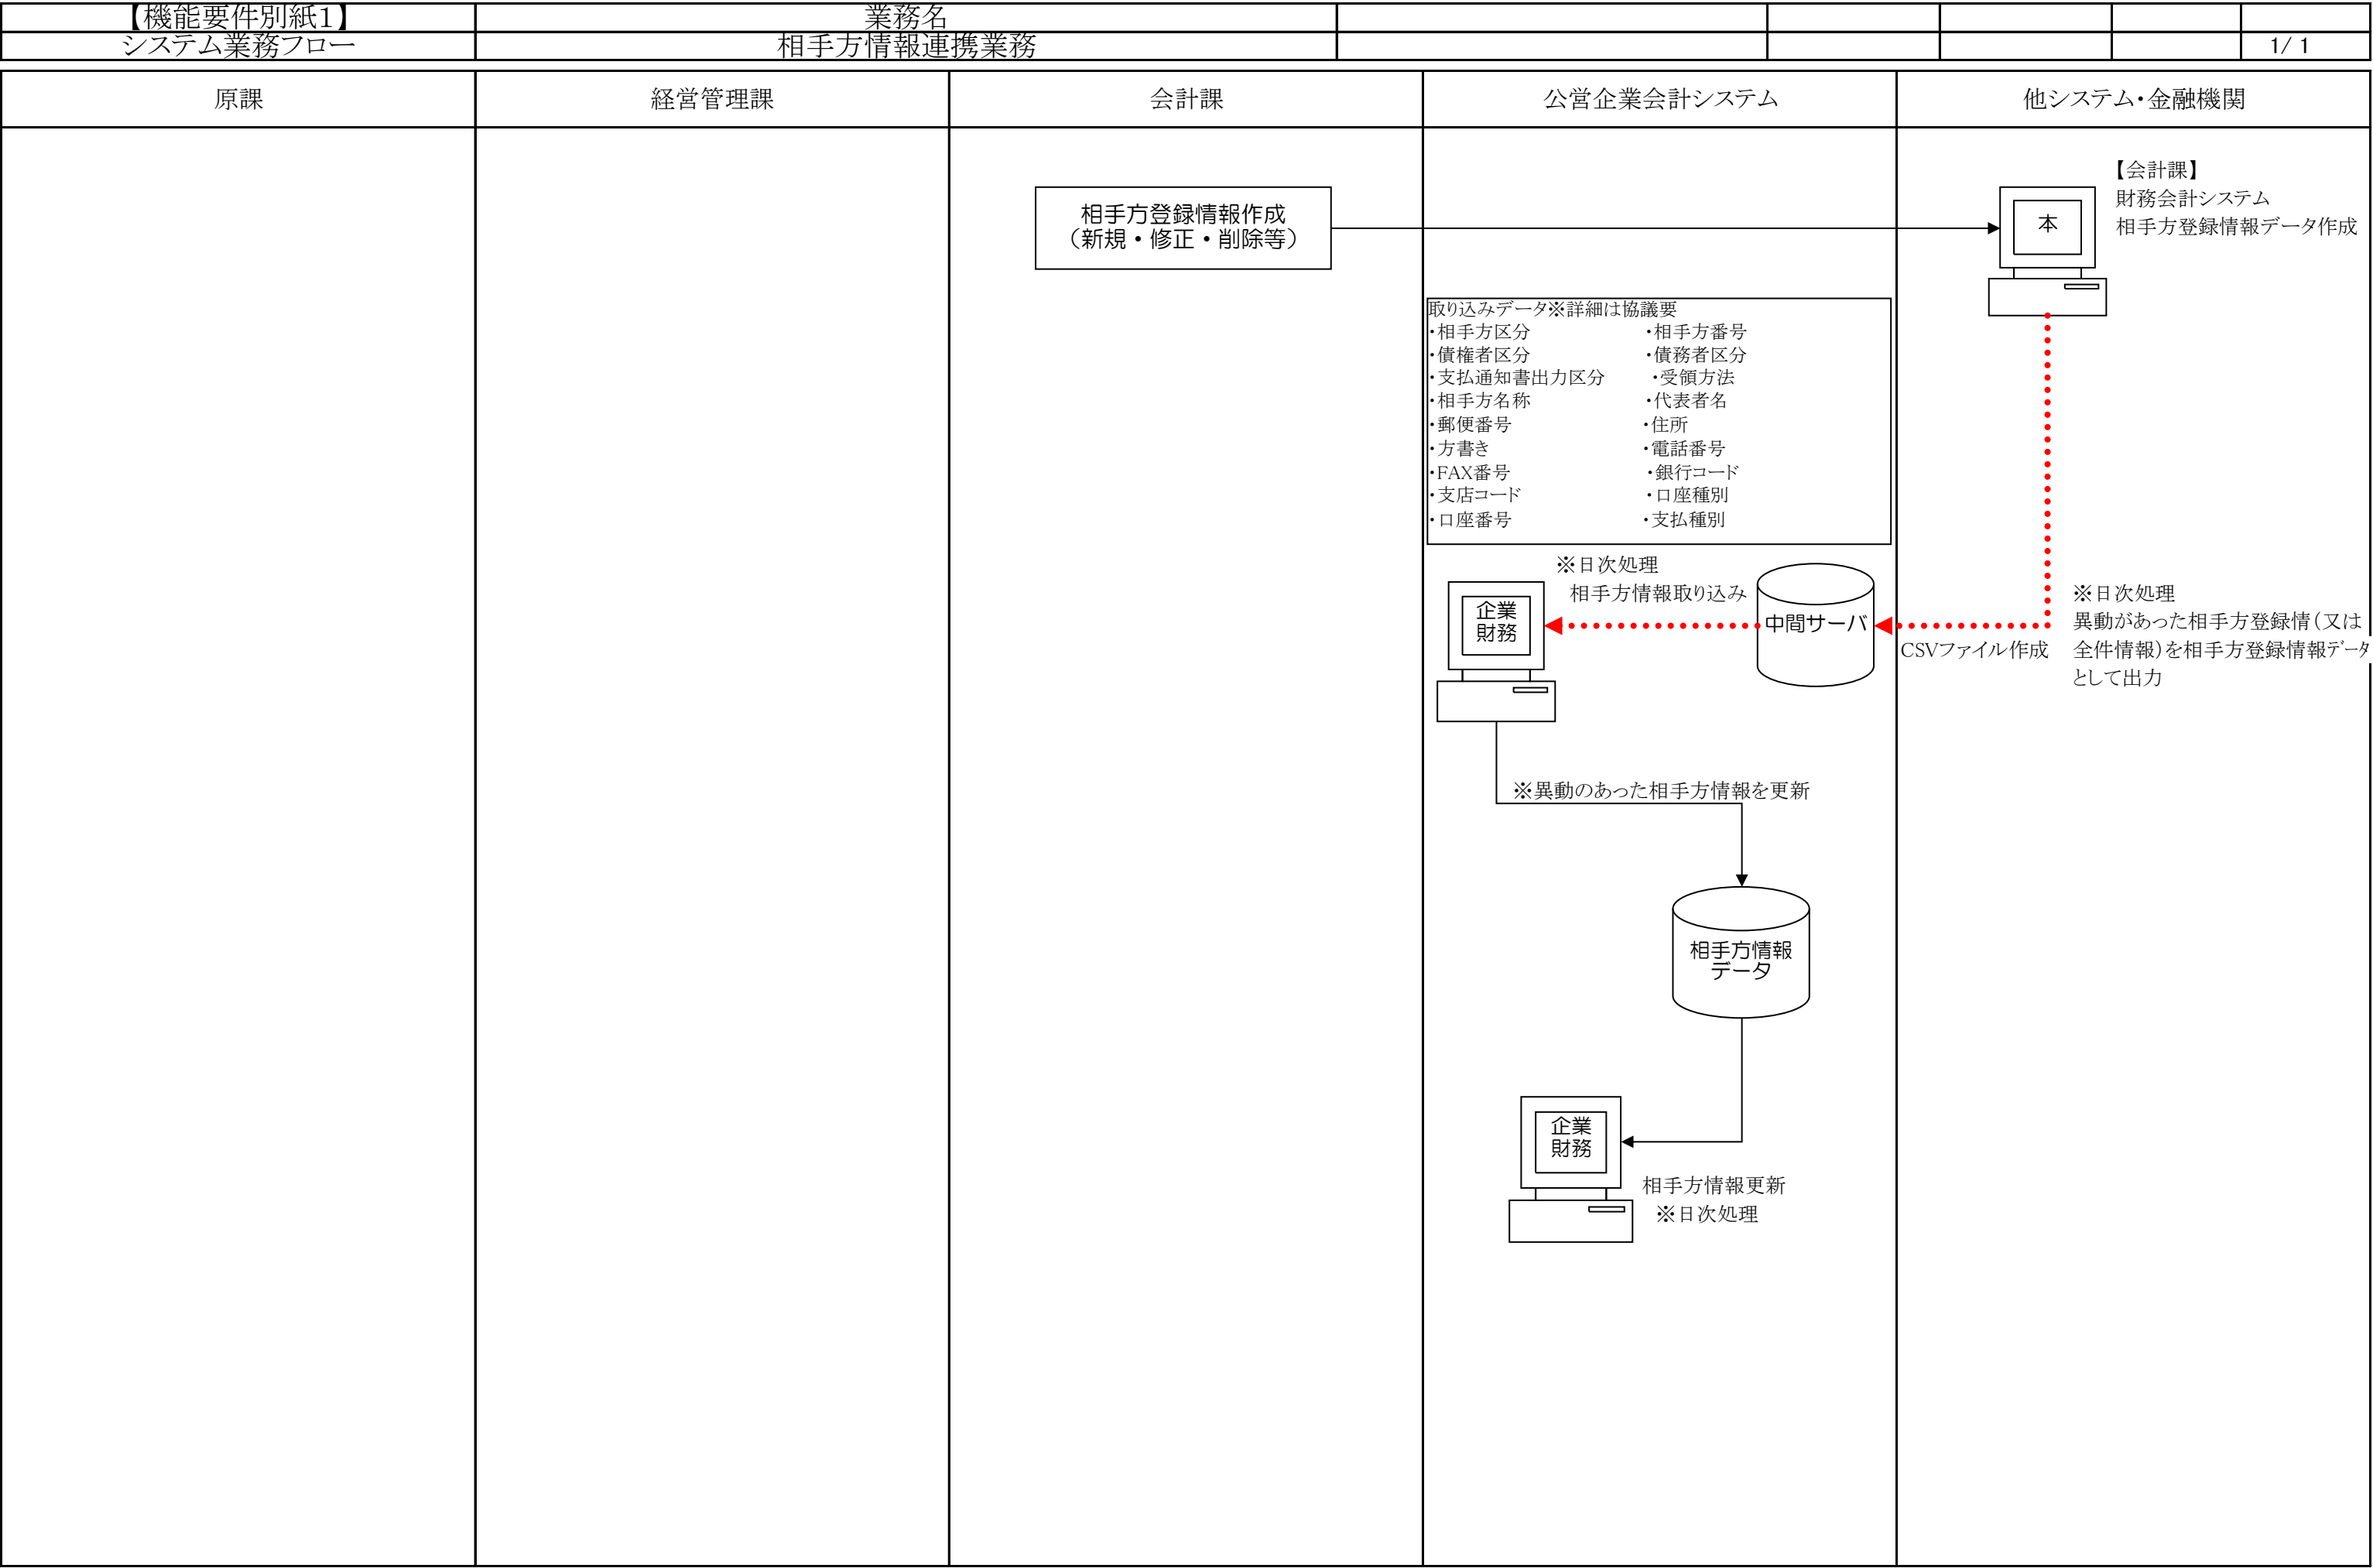 【機能要件別紙1】
業務名
システム業務フロー
相手方情報連携業務
1/ 1
原課
経営管理課
会計課
公営企業会計システム
他システム・金融機関
相手方登録情報作成
（新規・修正・削除等）
本
【会計課】
財務会計システム
相手方登録情報データ作成
取り込みデータ※詳細は協議要
・相手方区分 ・相手方番号
・債権者区分 ・債務者区分
・支払通知書出力区分 ・受領方法
・相手方名称 ・代表者名
・郵便番号 ・住所
・方書き ・電話番号
・FAX番号 ・銀行コード
・支店コード ・口座種別
・口座番号 ・支払種別
※日次処理
相手方情報取り込み
企業
財務
中間サーバ
CSVファイル作成
※日次処理
異動があった相手方登録情（又は
全件情報）を相手方登録情報データ
として出力
※異動のあった相手方情報を更新
相手方情報
データ
企業
財務
相手方情報更新
※日次処理